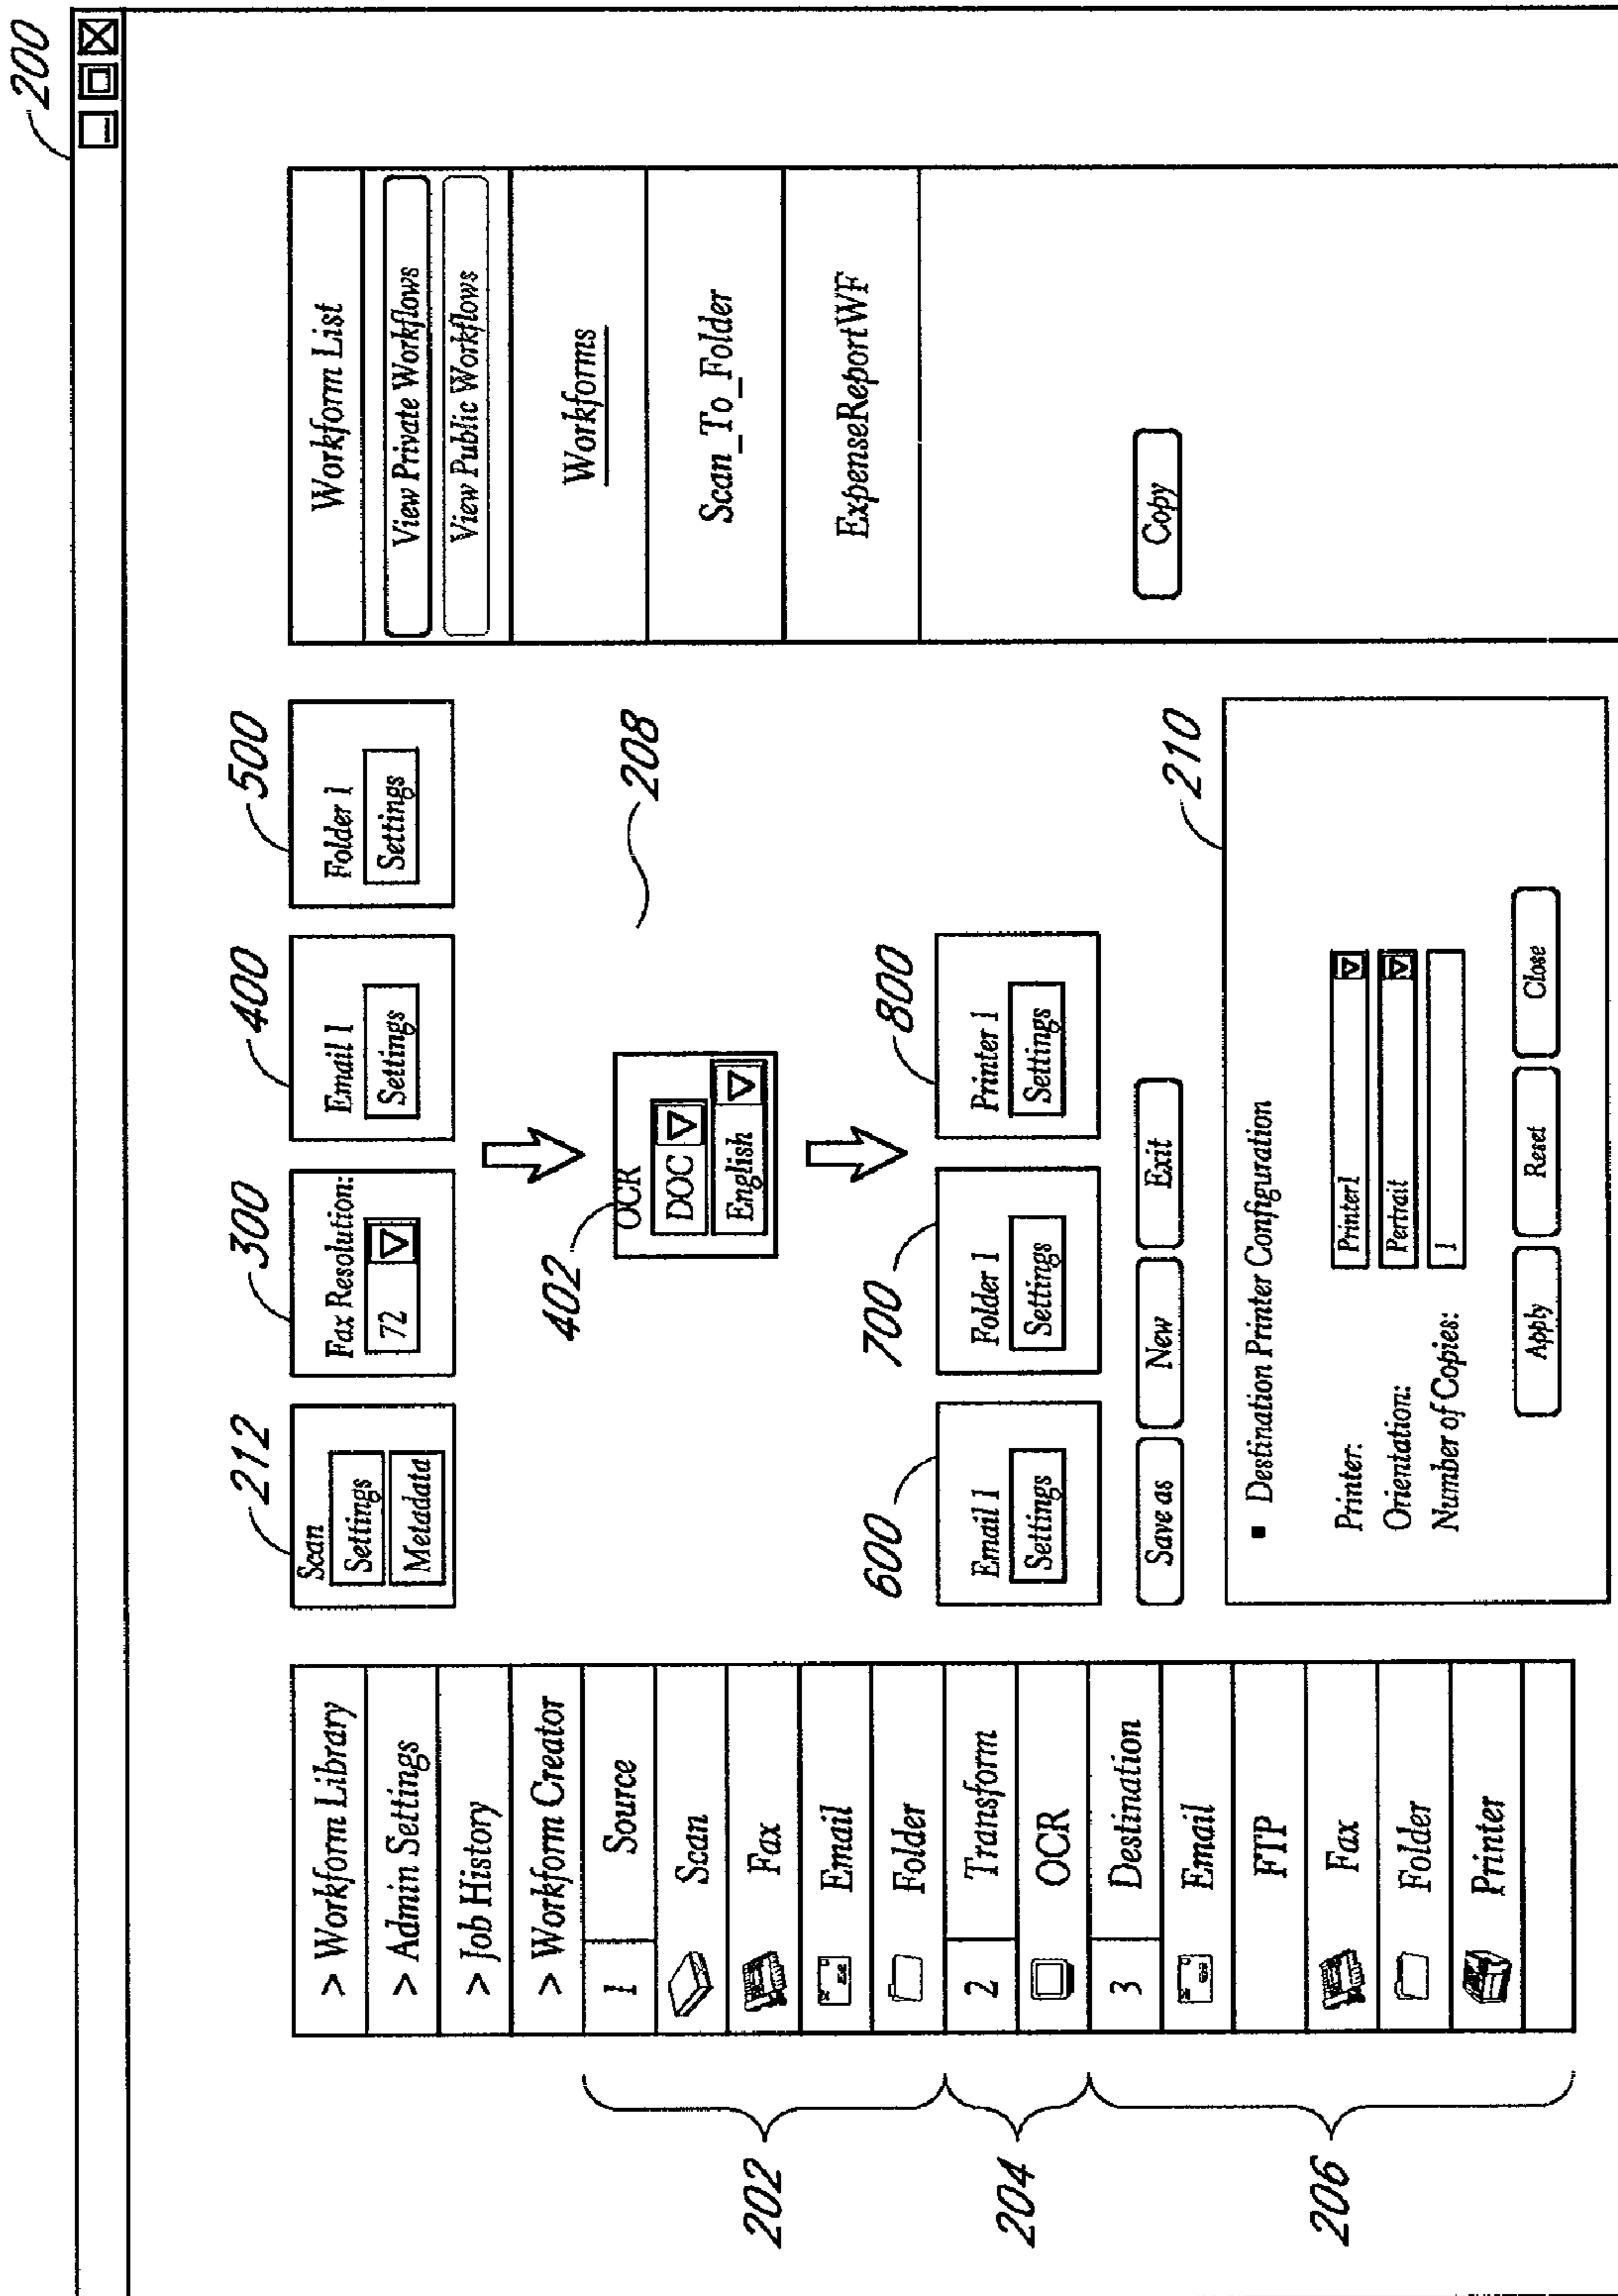 200
> Workform Library
> Admin Settings
> Job History
> Workform Creator
1 Source
Scan
Fax
Email
Folder
2 Transform
OCR
3 Destination
Email
FTP
Fax
Folder
Printer
202
204
206
212
Scan
Settings
Metadata
300
Fax Resolution:
72
400
Email 1
Settings
500
Folder 1
Settings
208
402
OCR
DOC
English
600
Email 1
Settings
700
Folder 1
Settings
800
Printer 1
Settings
Save as New Exit
210
Destination Printer Configuration
Printer: Printer1
Orientation: Pertrait
Number of Copies: 1
Apply Reset Close
Workform List
View Private Workflows
View Public Workflows
Workforms
Scan_To_Folder
ExpenseReportWF
Copy